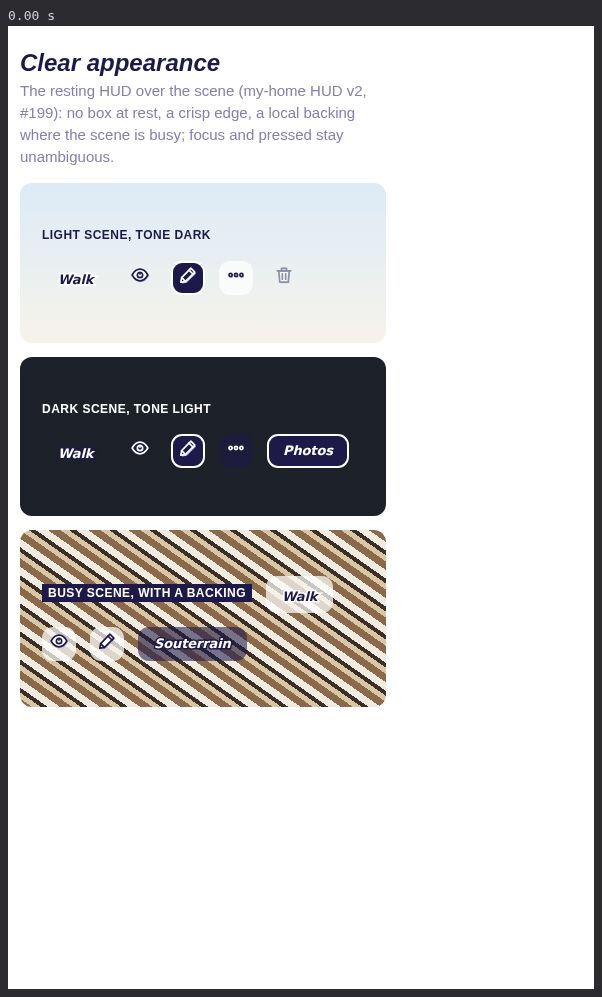 0.00 s
Clear appearance
The resting HUD over the scene (my-home HUD v2,
#199): no box at rest, a crisp edge, a local backing
where the scene is busy; focus and pressed stay
unambiguous.
LIGHT SCENE, TONE DARK
Walk
DARK SCENE, TONE LIGHT
Walk
Photos
BUSY SCENE, WITH A BACKING
Walk
Souterrain